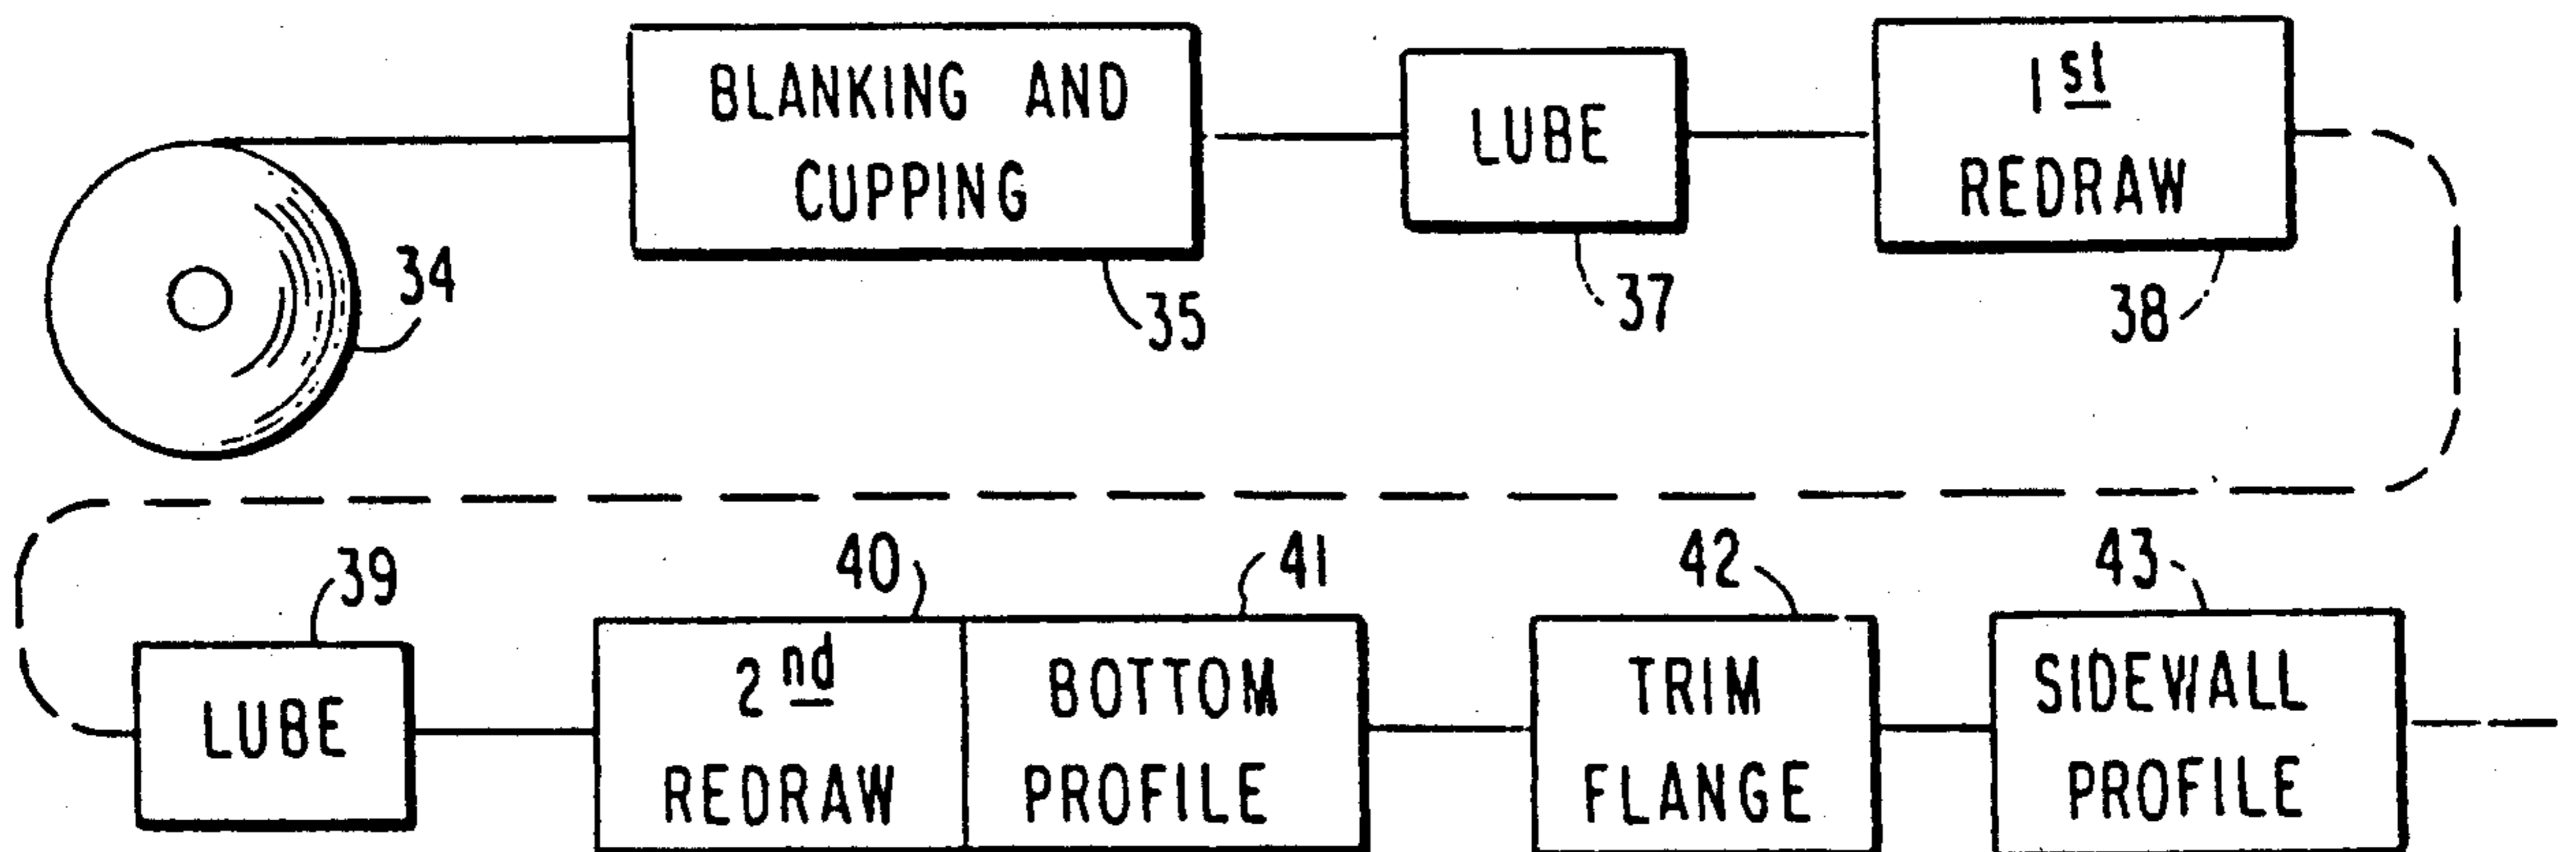 BLANKING AND
CUPPING
LUBE
1st
REDRAW
34
35
37
38
39
40
41
42
43
LUBE
2nd
REDRAW
BOTTOM
PROFILE
TRIM
FLANGE
SIDEWALL
PROFILE